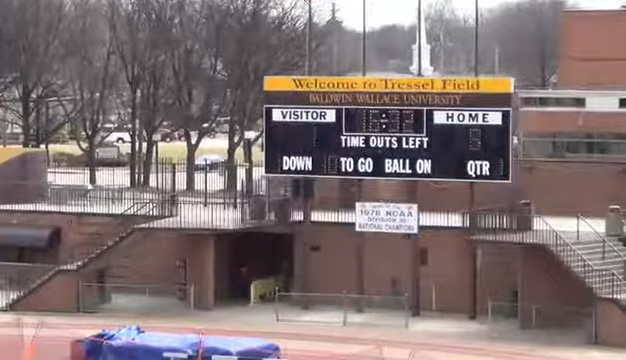 Welcome to Tressel Field
BALDWIN WALLACE UNIVERSITY
VISITOR
HOME
TIME OUTS LEFT
DOWN TO GO BALL ON QTR
1978 NCAA
DIVISION III
NATIONAL CHAMPIONS